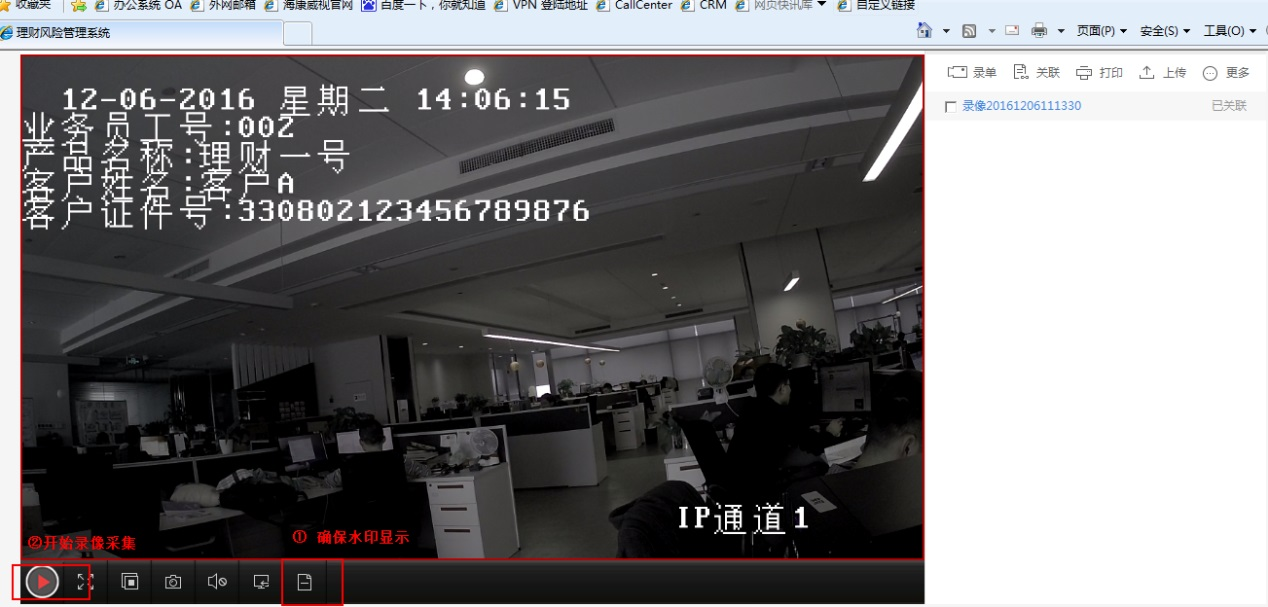 收藏夹 办公系统 OA 外网邮箱 海康威视官网 百度一下，你就知道 VPN 登陆地址 CallCenter CRM 网页快讯库 自定义链接
理财风险管理系统 页面(P) 安全(S) 工具(O)
录单 关联 打印 上传 更多
录像20161206111330 已关联
12-06-2016 星期二 14:06:15
业务员工号:002
产品名称:理财一号
客户姓名:客户A
客户证件号:330802123456789876
IP通道1
②开始录像采集 ① 确保水印显示